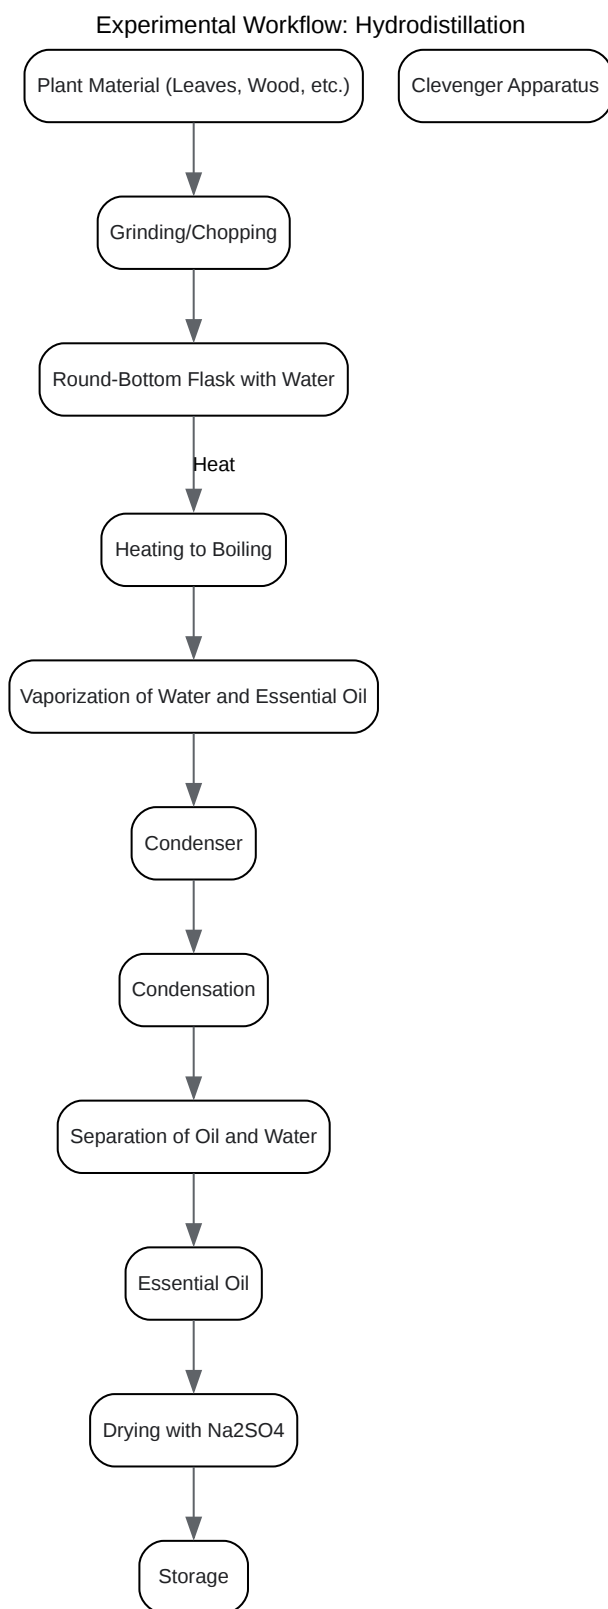 Experimental Workflow: Hydrodistillation
Plant Material (Leaves, Wood, etc.)
Clevenger Apparatus
Grinding/Chopping
Round-Bottom Flask with Water
Heat
Heating to Boiling
Vaporization of Water and Essential Oil
Condenser
Condensation
Separation of Oil and Water
Essential Oil
Drying with Na2SO4
Storage